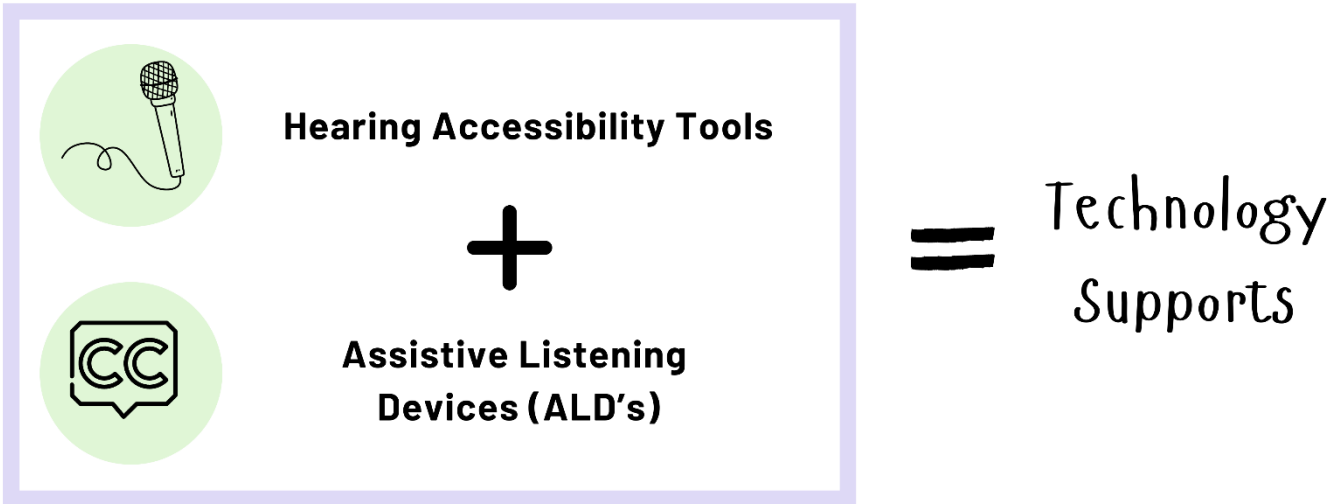 Hearing Accessibility Tools
+
CC
Assistive Listening
Devices (ALD’s)
=
Technology
Supports